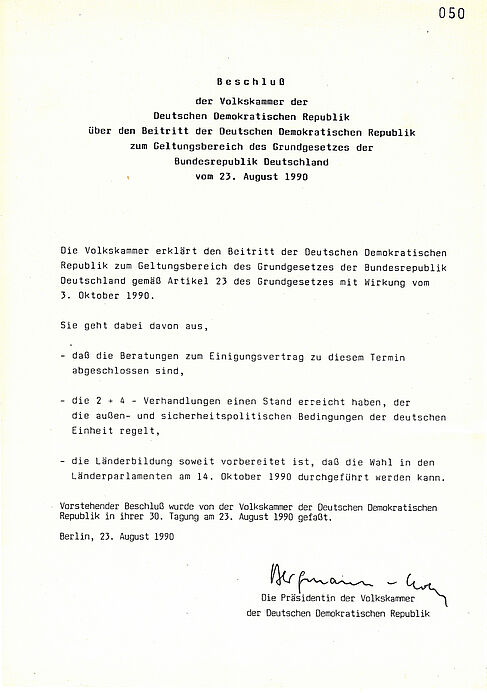 050
Beschluß
der Volkskammer der
Deutschen Demokratischen Republik
über den Beitritt der Deutschen Demokratischen Republik
zum Geltungsbereich des Grundgesetzes der
Bundesrepublik Deutschland
vom 23. August 1990
Die Volkskammer erklärt den Beitritt der Deutschen Demokratischen
Republik zum Geltungsbereich des Grundgesetzes der Bundesrepublik
Deutschland gemäß Artikel 23 des Grundgesetzes mit Wirkung vom
3. Oktober 1990.
Sie geht dabei davon aus,
- daß die Beratungen zum Einigungsvertrag zu diesem Termin
abgeschlossen sind,
- die 2 + 4 - Verhandlungen einen Stand erreicht haben, der
die außen- und sicherheitspolitischen Bedingungen der deutschen
Einheit regelt,
- die Länderbildung soweit vorbereitet ist, daß die Wahl in den
Länderparlamenten am 14. Oktober 1990 durchgeführt werden kann.
Vorstehender Beschluß wurde von der Volkskammer der Deutschen Demokratischen
Republik in ihrer 30. Tagung am 23. August 1990 gefaßt.
Berlin, 23. August 1990
Bergmann-Pohl
Die Präsidentin der Volkskammer
der Deutschen Demokratischen Republik